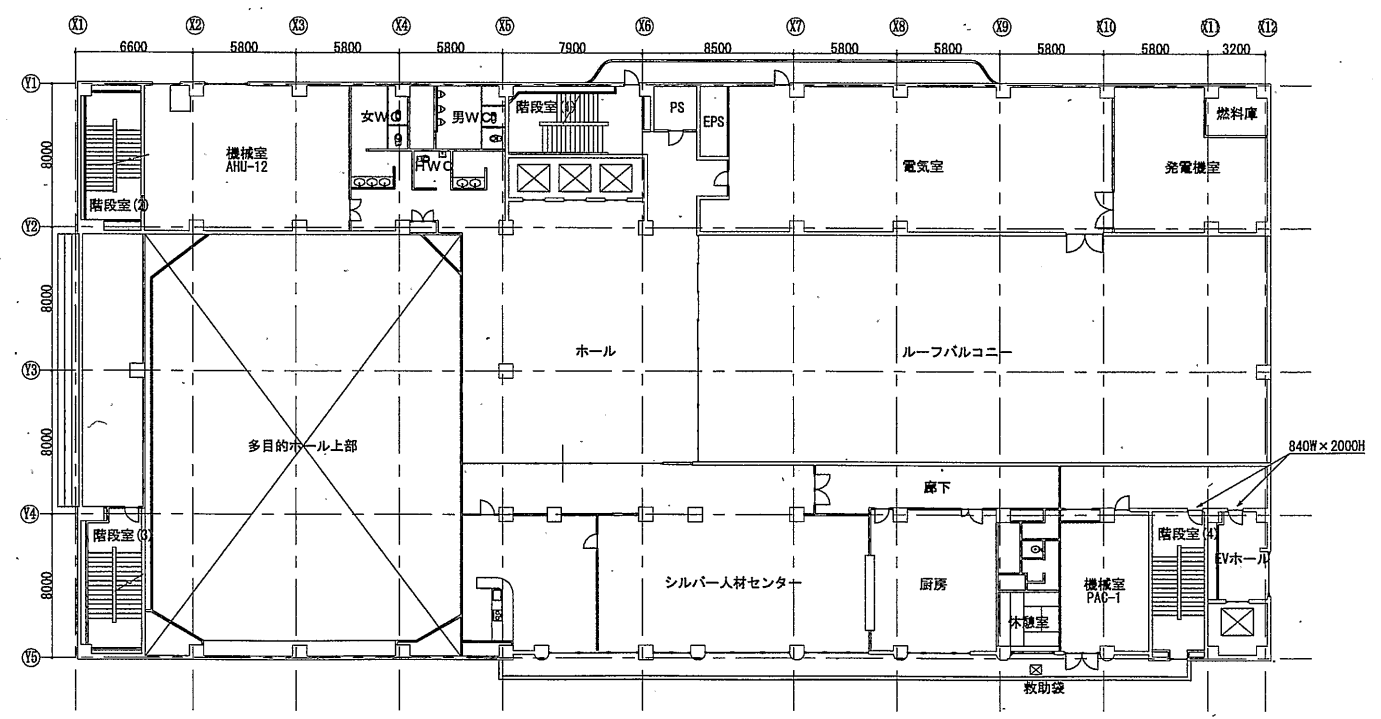 X1 X2 X3 X4 X5 X6 X7 X8 X9 X10 X11 X12
6600 5800 5800 5800 7900 8500 5800 5800 5800 5800 3200
Y1
8000
Y2
8000
Y3
8000
Y4
8000
Y5
階段室(2)
機械室
AHU-12
女WC
男WC
HWC
階段室(1)
PS
EPS
電気室
発電機室
燃料庫
ホール
ルーフバルコニー
多目的ホール上部
840W×2000H
廊下
階段室(3)
シルバー人材センター
厨房
休憩室
機械室
PAC-1
階段室(4)
EVホール
救助袋